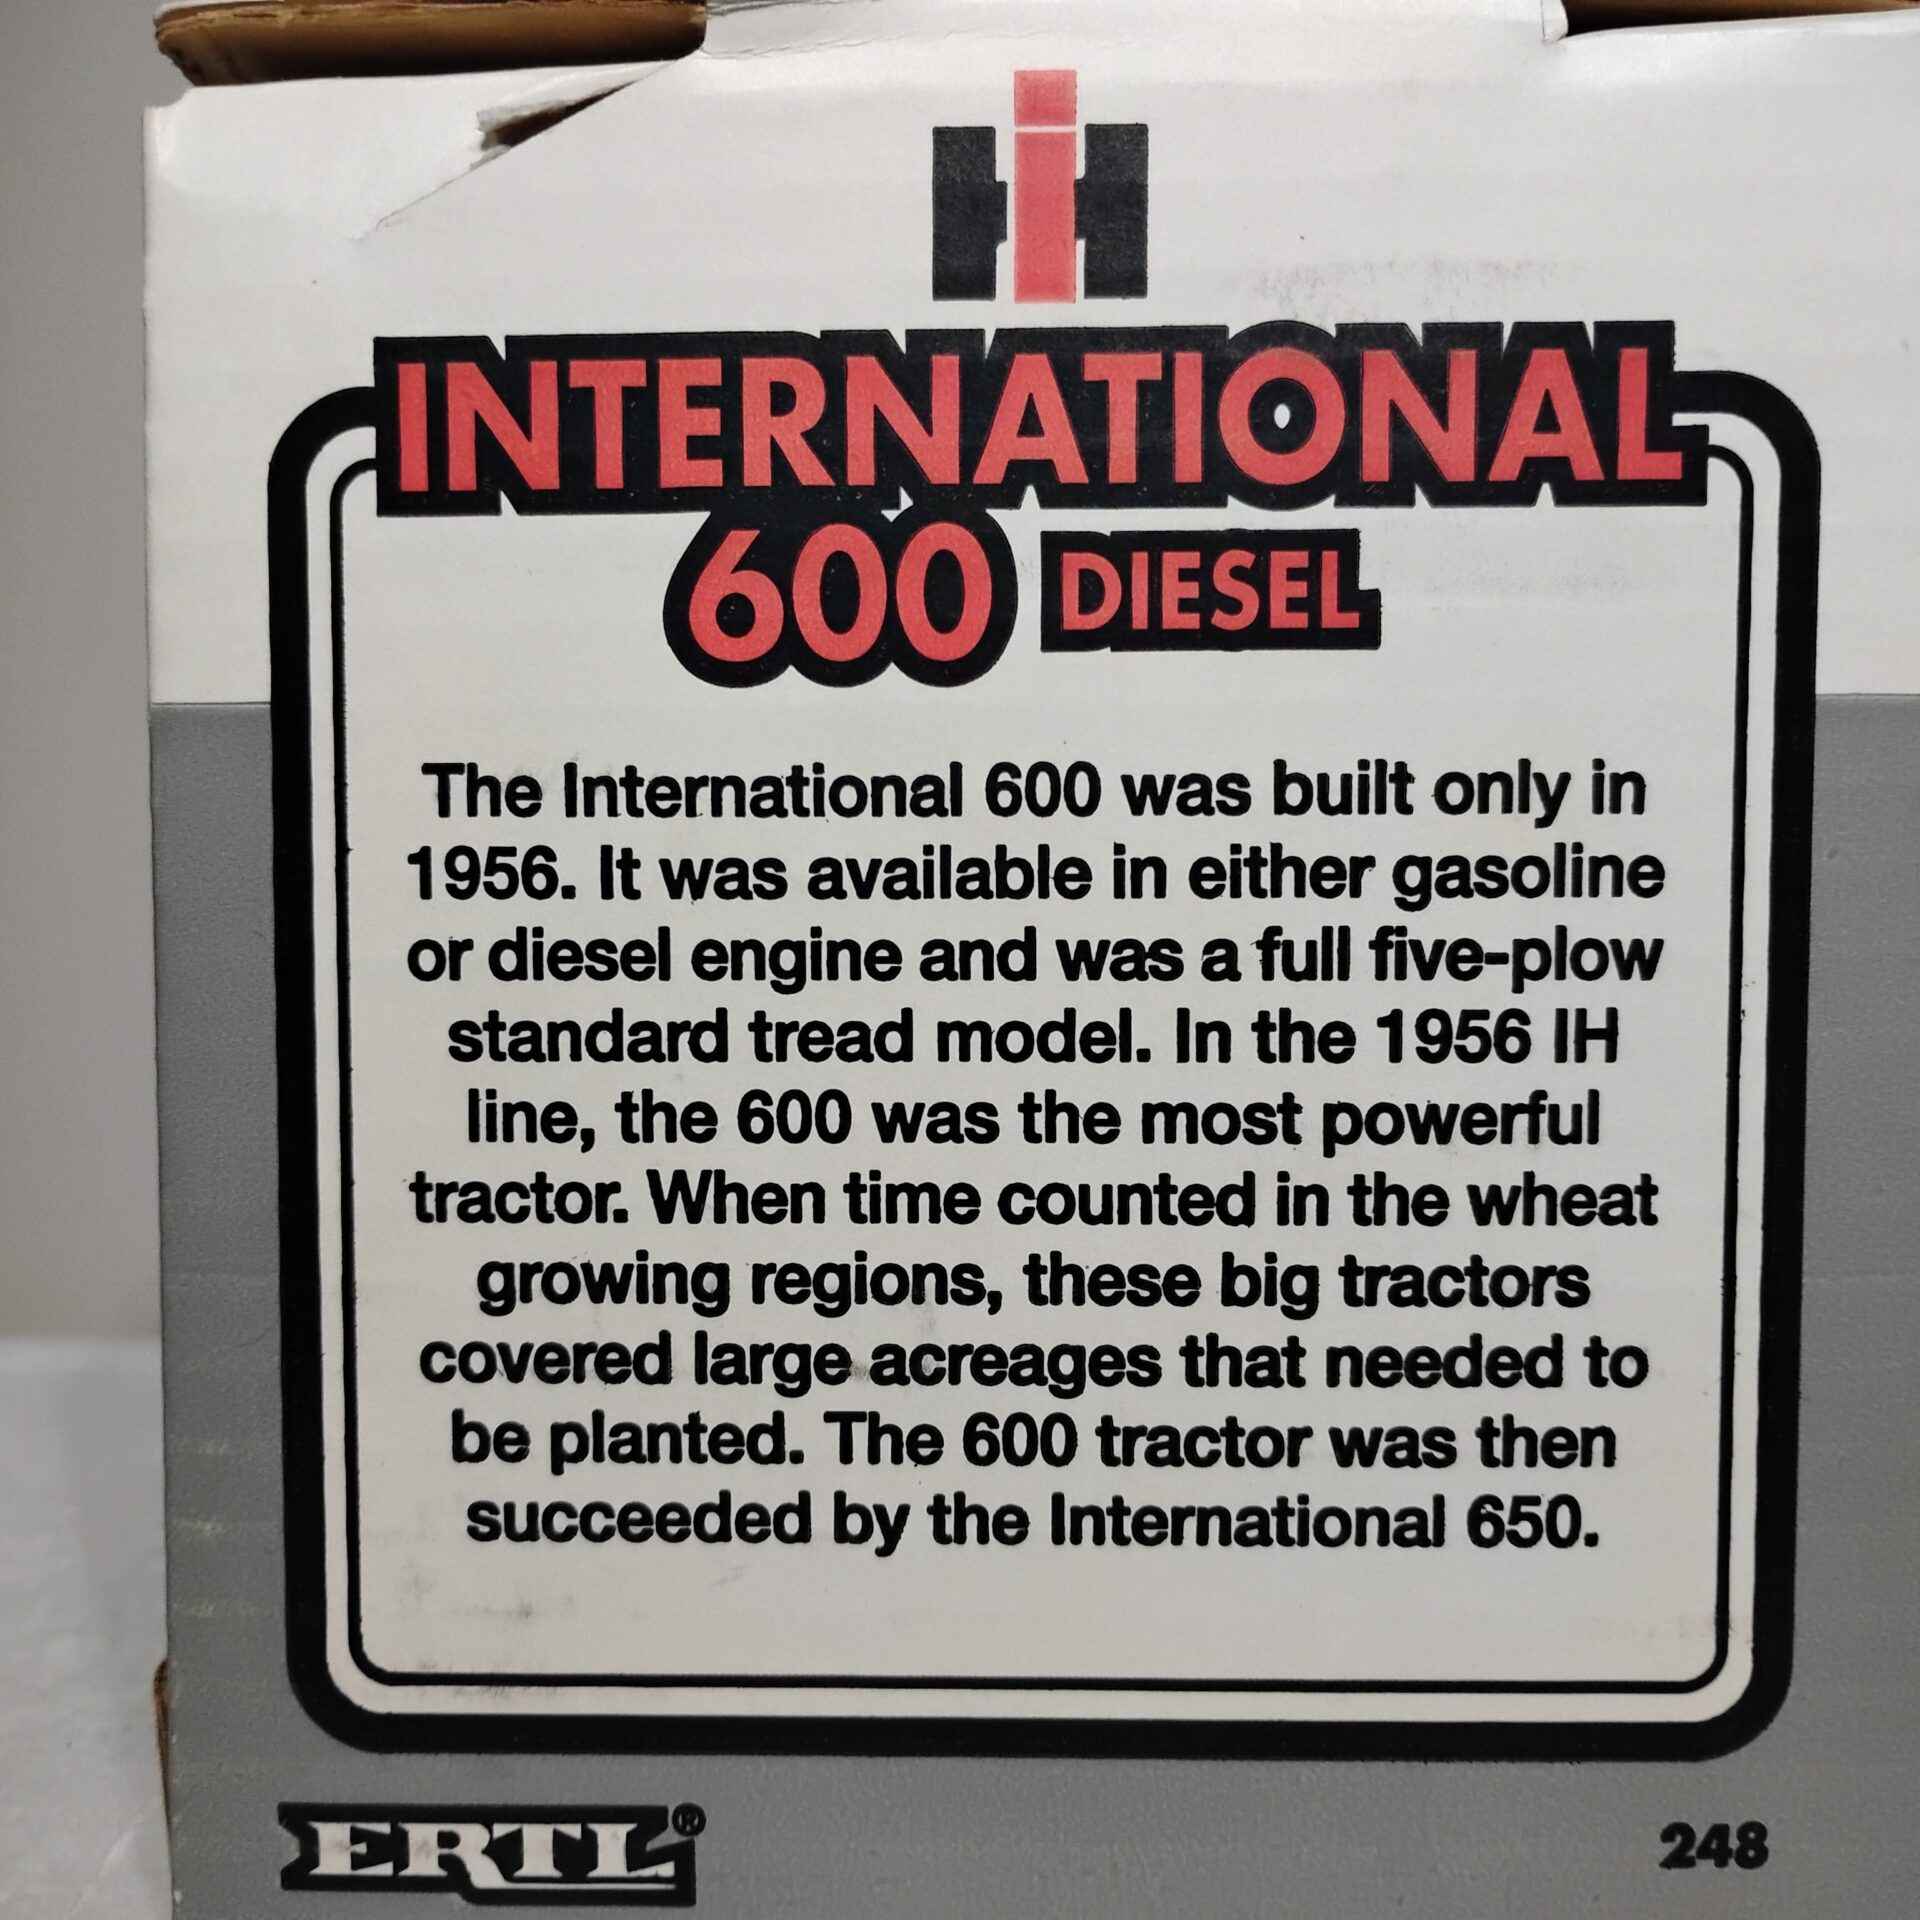 INTERNATIONAL
600 DIESEL
The International 600 was built only in
1956. It was available in either gasoline
or diesel engine and was a full five-plow
standard tread model. In the 1956 IH
line, the 600 was the most powerful
tractor. When time counted in the wheat
growing regions, these big tractors
covered large acreages that needed to
be planted. The 600 tractor was then
succeeded by the International 650.
ERTL®
248